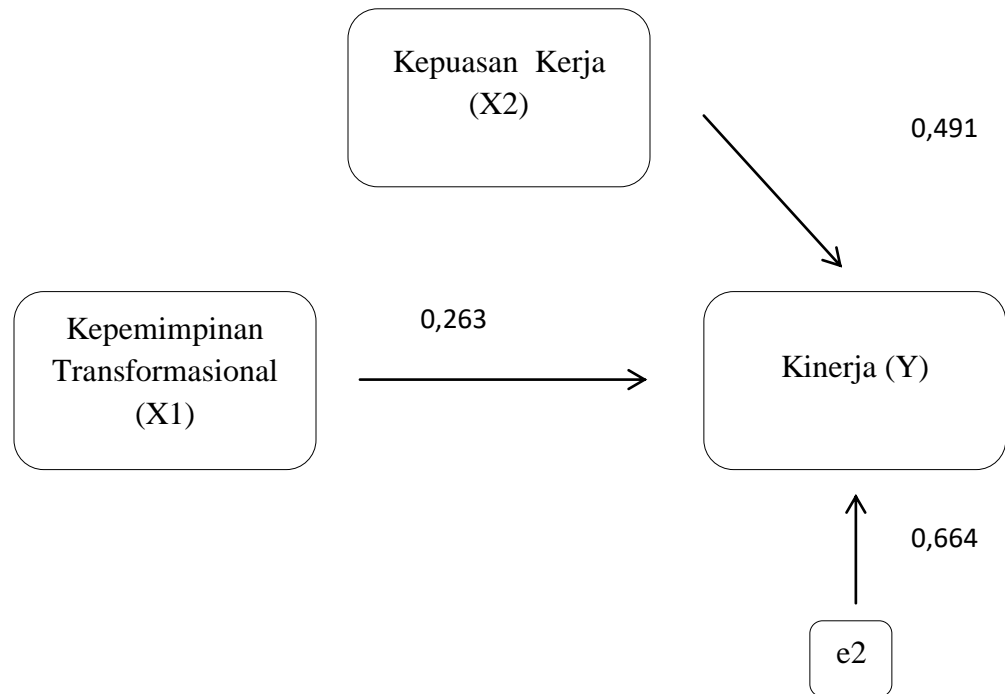 Kepuasan Kerja
(X2)
0,491
0,263
Kepemimpinan
Transformasional
(X1)
Kinerja (Y)
0,664
e2